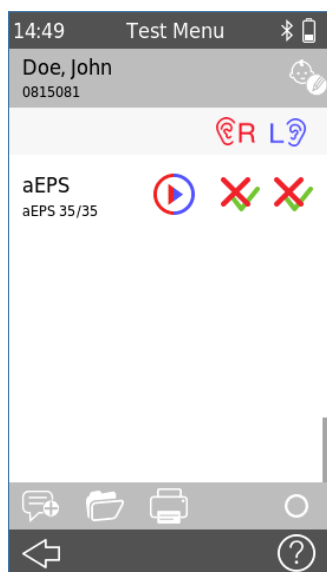 14:49 Test Menu
Doe, John
0815081
R L
aEPS
aEPS 35/35
?